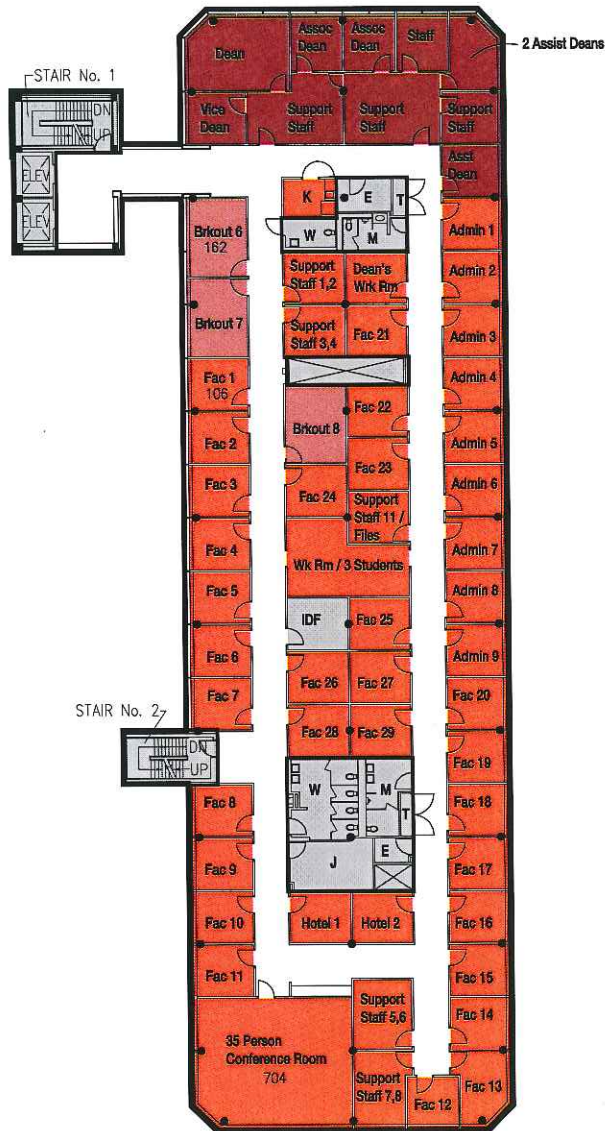 Dean
Assoc
Dean
Assoc
Dean
Staff
2 Assist Deans
STAIR No. 1
DN
UP
Vice
Dean
Support
Staff
Support
Staff
Support
Staff
Asst
Dean
ELEV
ELEV
K
E
T
W
M
Brkout 6
162
Admin 1
Support
Staff 1,2
Dean's
Wrk Rm
Admin 2
Brkout 7
Support
Staff 3,4
Fac 21
Admin 3
Fac 1
106
Admin 4
Brkout 8
Fac 22
Fac 2
Admin 5
Fac 23
Fac 3
Fac 24
Support
Staff 11 /
Files
Admin 6
Fac 4
Wk Rm / 3 Students
Admin 7
Fac 5
IDF
Fac 25
Admin 8
Fac 6
Fac 26
Fac 27
Admin 9
Fac 7
Fac 20
STAIR No. 2
DN
UP
Fac 28
Fac 29
Fac 19
W
M
T
Fac 8
Fac 18
E
J
Fac 9
Fac 17
Fac 10
Hotel 1
Hotel 2
Fac 16
Fac 11
Fac 15
Support
Staff 5,6
Fac 14
35 Person
Conference Room
704
Support
Staff 7,8
Fac 12
Fac 13